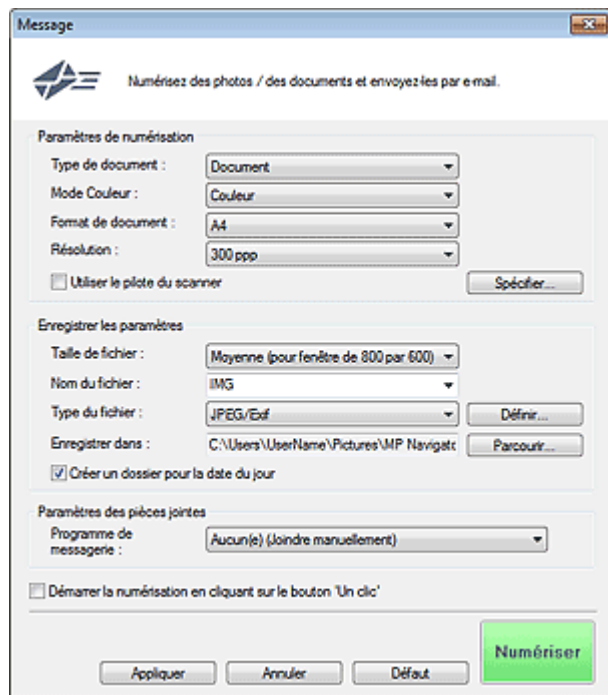 Message
Numérisez des photos / des documents et envoyez-les par e-mail.
Paramètres de numérisation
Type de document : Document
Mode Couleur : Couleur
Format de document : A4
Résolution : 300 ppp
Utiliser le pilote du scanner Spécifier...
Enregistrer les paramètres
Taille de fichier : Moyenne (pour fenêtre de 800 par 600)
Nom du fichier : IMG
Type du fichier : JPEG/Exif Définir...
Enregistrer dans : C:\Users\UserName\Pictures\MP Navigato Parcourir...
Créer un dossier pour la date du jour
Paramètres des pièces jointes
Programme de
messagerie : Aucun(e) (Joindre manuellement)
Démarrer la numérisation en cliquant sur le bouton 'Un clic'
Numériser
Appliquer Annuler Défaut